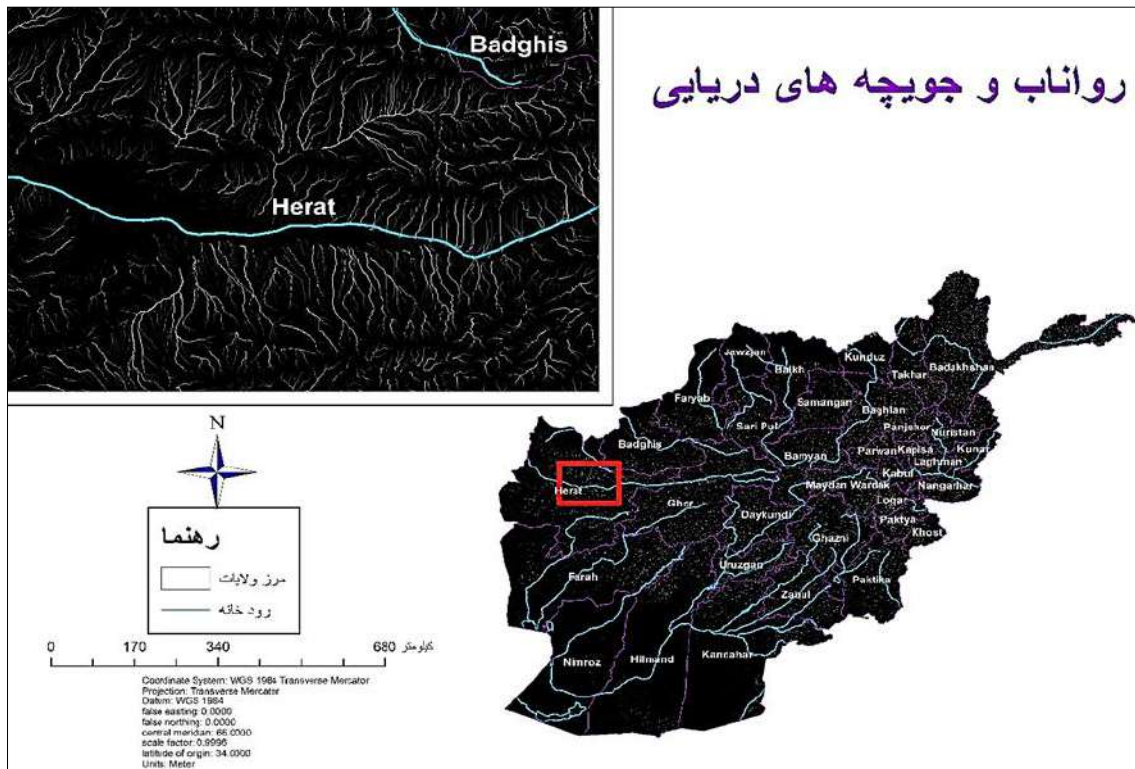 Badghis
Herat
رواناب و جویچه های دریایی
Jawzjan
Balkh
Kunduz
Takhar
Badakhshan
Faryab
Samangan
Baghlan
Sari Pul
Panjsher
Nuristan
Badghis
Bamyan
Parwan
Kapisa
Kunar
Laghman
Kabul
Herat
Maydan Wardak
Nangarhar
Ghor
Logar
Daykundi
Paktya
Khost
Ghazni
Uruzgan
Farah
Paktika
Zabul
Nimroz
Hilmand
Kandahar
N
رهنما
مرز ولایات
رود خانه
0 170 340 680 کیلومتر
Coordinate System: WGS 1984 Transverse Mercator
Projection: Transverse Mercator
Datum: WGS 1984
false easting: 0.0000
false northing: 0.0000
central meridian: 66.0000
scale factor: 0.9996
latitude of origin: 34.0000
Units: Meter